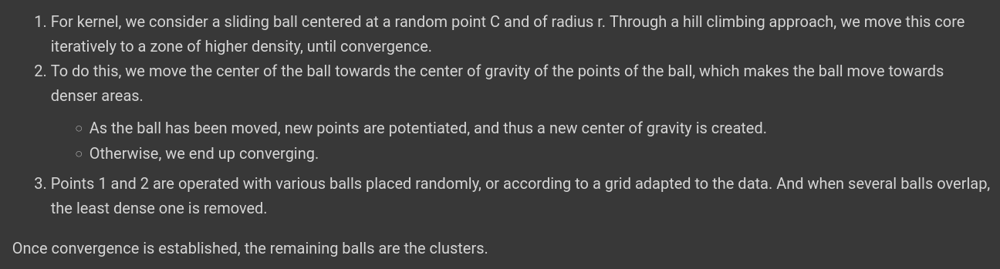 1. For kernel, we consider a sliding ball centered at a random point C and of radius r. Through a hill climbing approach, we move this core
iteratively to a zone of higher density, until convergence.
2. To do this, we move the center of the ball towards the center of gravity of the points of the ball, which makes the ball move towards
denser areas.
○ As the ball has been moved, new points are potentiated, and thus a new center of gravity is created.
○ Otherwise, we end up converging.
3. Points 1 and 2 are operated with various balls placed randomly, or according to a grid adapted to the data. And when several balls overlap,
the least dense one is removed.
Once convergence is established, the remaining balls are the clusters.